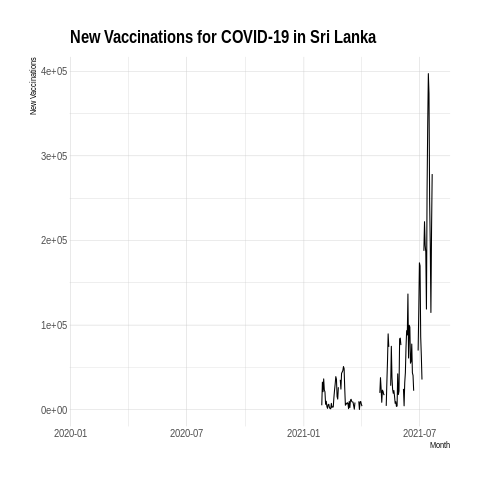 New Vaccinations for COVID-19 in Sri Lanka
New Vaccinations
4e+05
3e+05
2e+05
1e+05
0e+00
2020-01 2020-07 2021-01 2021-07
Month